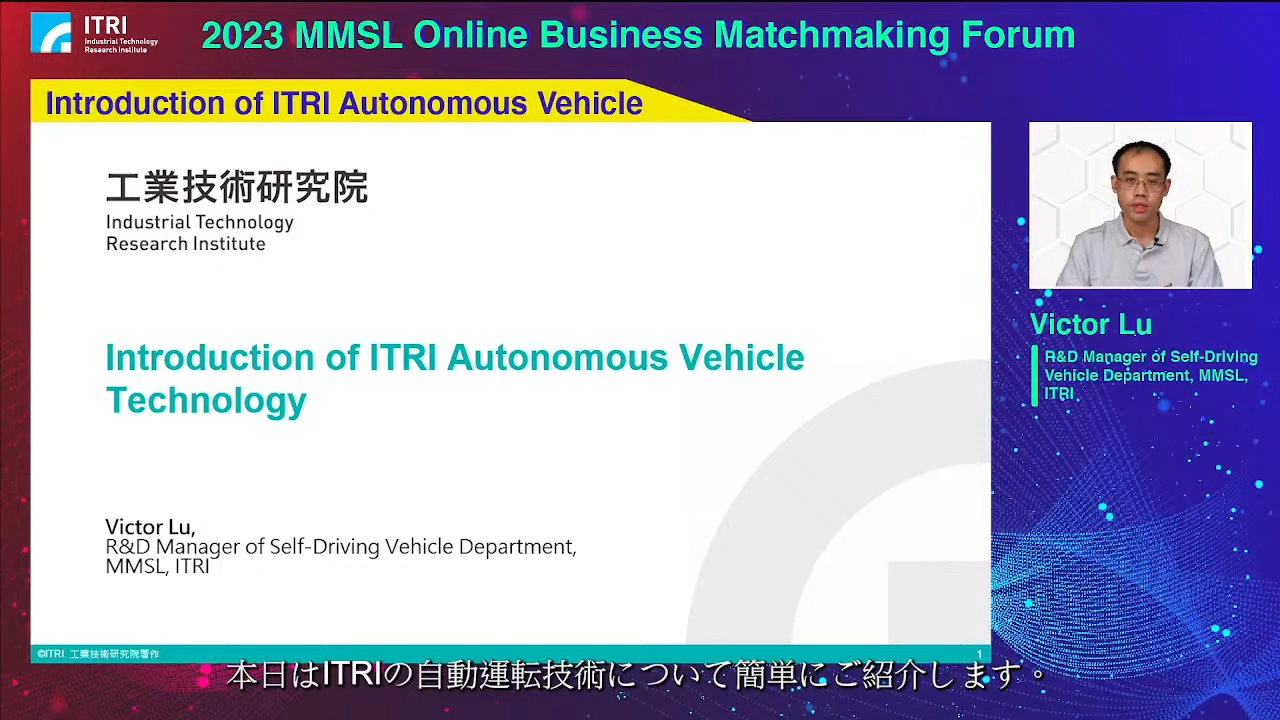 ITRI
Industrial Technology
Research Institute
2023 MMSL Online Business Matchmaking Forum
Introduction of ITRI Autonomous Vehicle
工業技術研究院
Industrial Technology
Research Institute
Introduction of ITRI Autonomous Vehicle
Technology
Victor Lu,
R&D Manager of Self-Driving Vehicle Department,
MMSL, ITRI
©ITRI. 工業技術研究院著作
1
Victor Lu
R&D Manager of Self-Driving
Vehicle Department, MMSL,
ITRI
本日はITRIの自動運転技術について簡単にご紹介します。